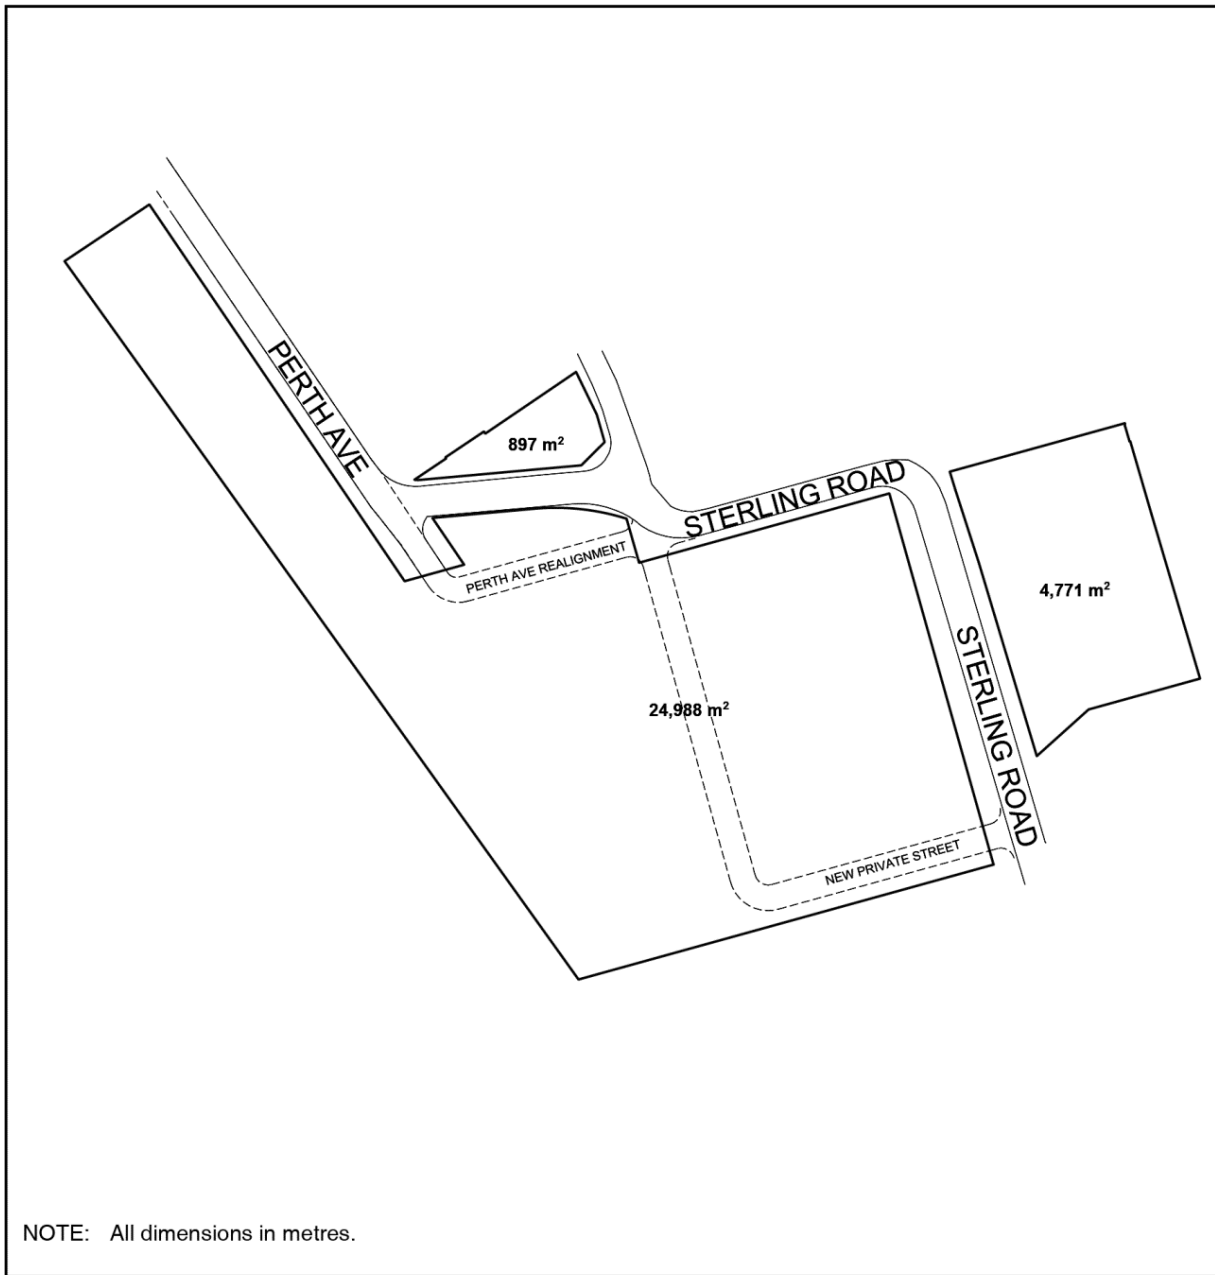 PERTH AVE
897 m²
STERLING ROAD
PERTH AVE REALIGNMENT
4,771 m²
STERLING ROAD
24,988 m²
NEW PRIVATE STREET
NOTE: All dimensions in metres.